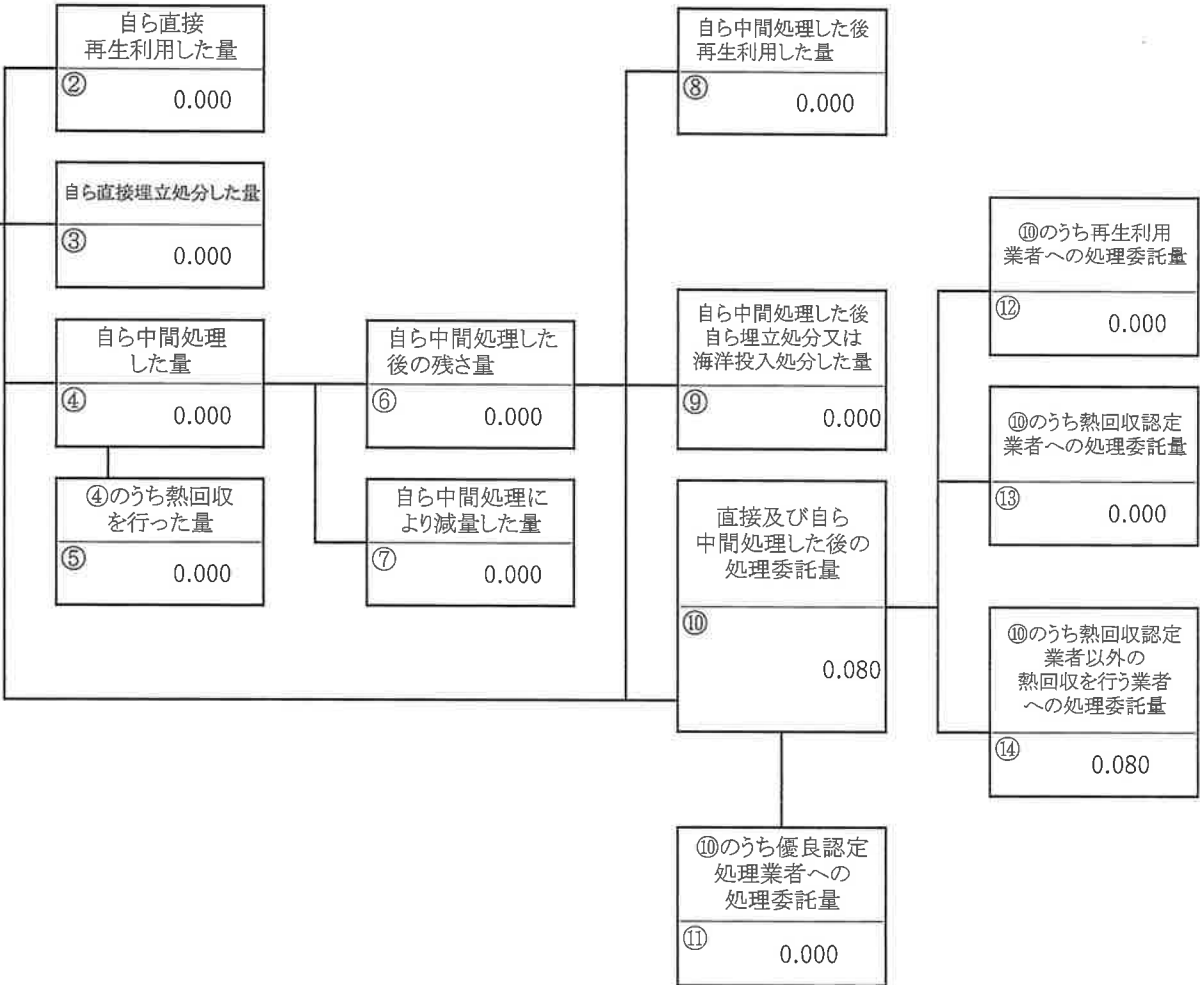 自ら直接
再生利用した量
②
0.000
自ら直接埋立処分した量
③
0.000
自ら中間処理
した量
④
0.000
④のうち熱回収
を行った量
⑤
0.000
自ら中間処理した
後の残さ量
⑥
0.000
自ら中間処理に
より減量した量
⑦
0.000
自ら中間処理した後
再生利用した量
⑧
0.000
自ら中間処理した後
自ら埋立処分又は
海洋投入処分した量
⑨
0.000
直接及び自ら
中間処理した後の
処理委託量
⑩
0.080
⑩のうち優良認定
処理業者への
処理委託量
⑪
0.000
⑩のうち再生利用
業者への処理委託量
⑫
0.000
⑩のうち熱回収認定
業者への処理委託量
⑬
0.000
⑩のうち熱回収認定
業者以外の
熱回収を行う業者
への処理委託量
⑭
0.080